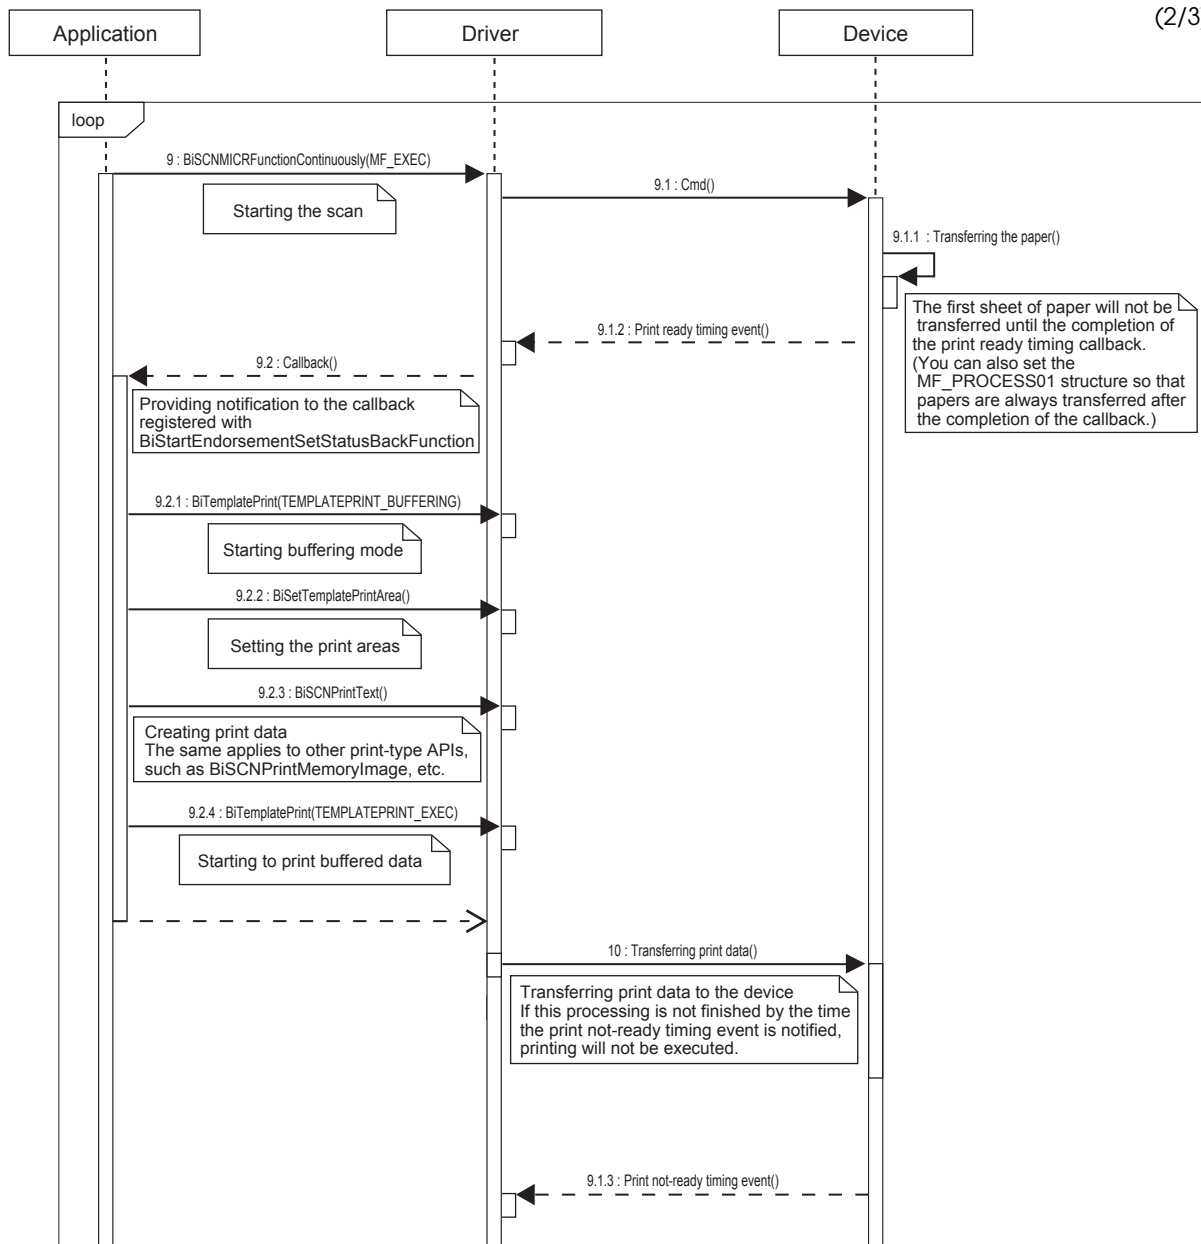 (2/3
Application
Driver
Device
loop
9 : BiSCNMICRFunctionContinuously(MF_EXEC)
Starting the scan
9.1 : Cmd()
9.1.1 : Transferring the paper()
The first sheet of paper will not be
transferred until the completion of
the print ready timing callback.
(You can also set the
MF_PROCESS01 structure so that
papers are always transferred after
the completion of the callback.)
9.1.2 : Print ready timing event()
9.2 : Callback()
Providing notification to the callback
registered with
BiStartEndorsementSetStatusBackFunction
9.2.1 : BiTemplatePrint(TEMPLATEPRINT_BUFFERING)
Starting buffering mode
9.2.2 : BiSetTemplatePrintArea()
Setting the print areas
9.2.3 : BiSCNPrintText()
Creating print data
The same applies to other print-type APIs,
such as BiSCNPrintMemoryImage, etc.
9.2.4 : BiTemplatePrint(TEMPLATEPRINT_EXEC)
Starting to print buffered data
10 : Transferring print data()
Transferring print data to the device
If this processing is not finished by the time
the print not-ready timing event is notified,
printing will not be executed.
9.1.3 : Print not-ready timing event()